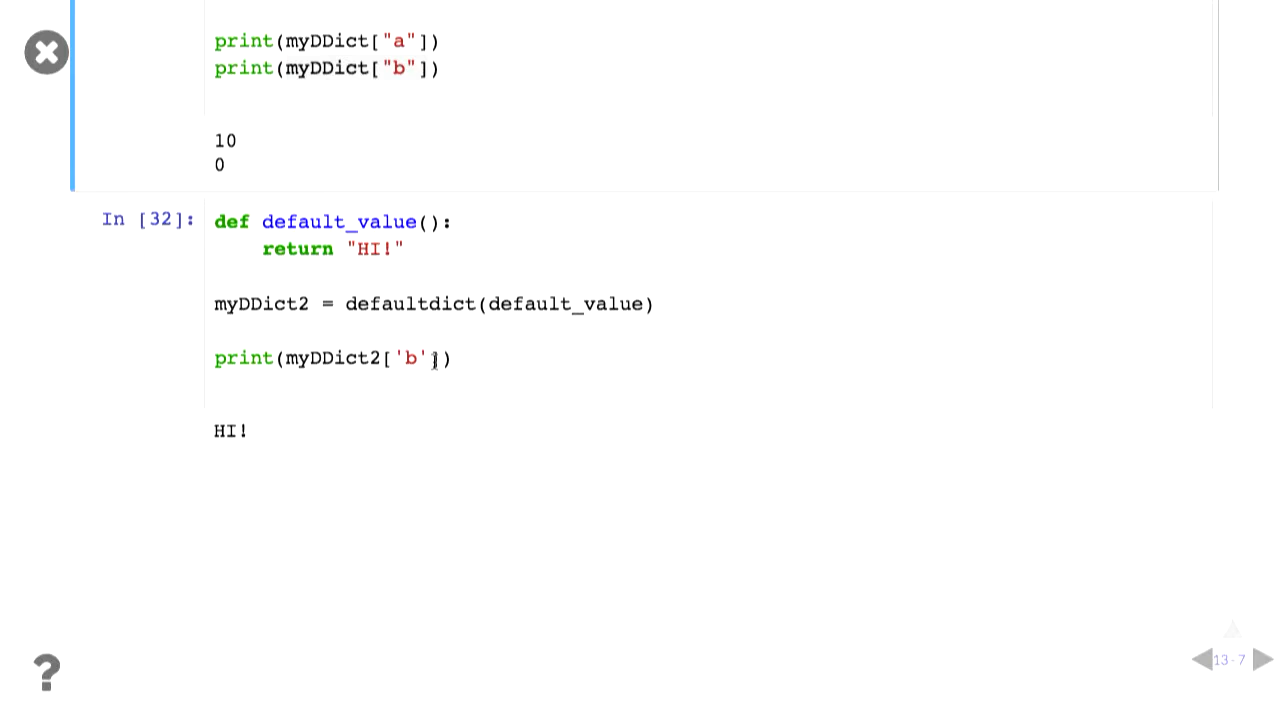 print(myDDict["a"])
print(myDDict["b"])
10
0
In [32]:
def default_value():
    return "HI!"
myDDict2 = defaultdict(default_value)
print(myDDict2['b'])
HI!
?
13 - 7